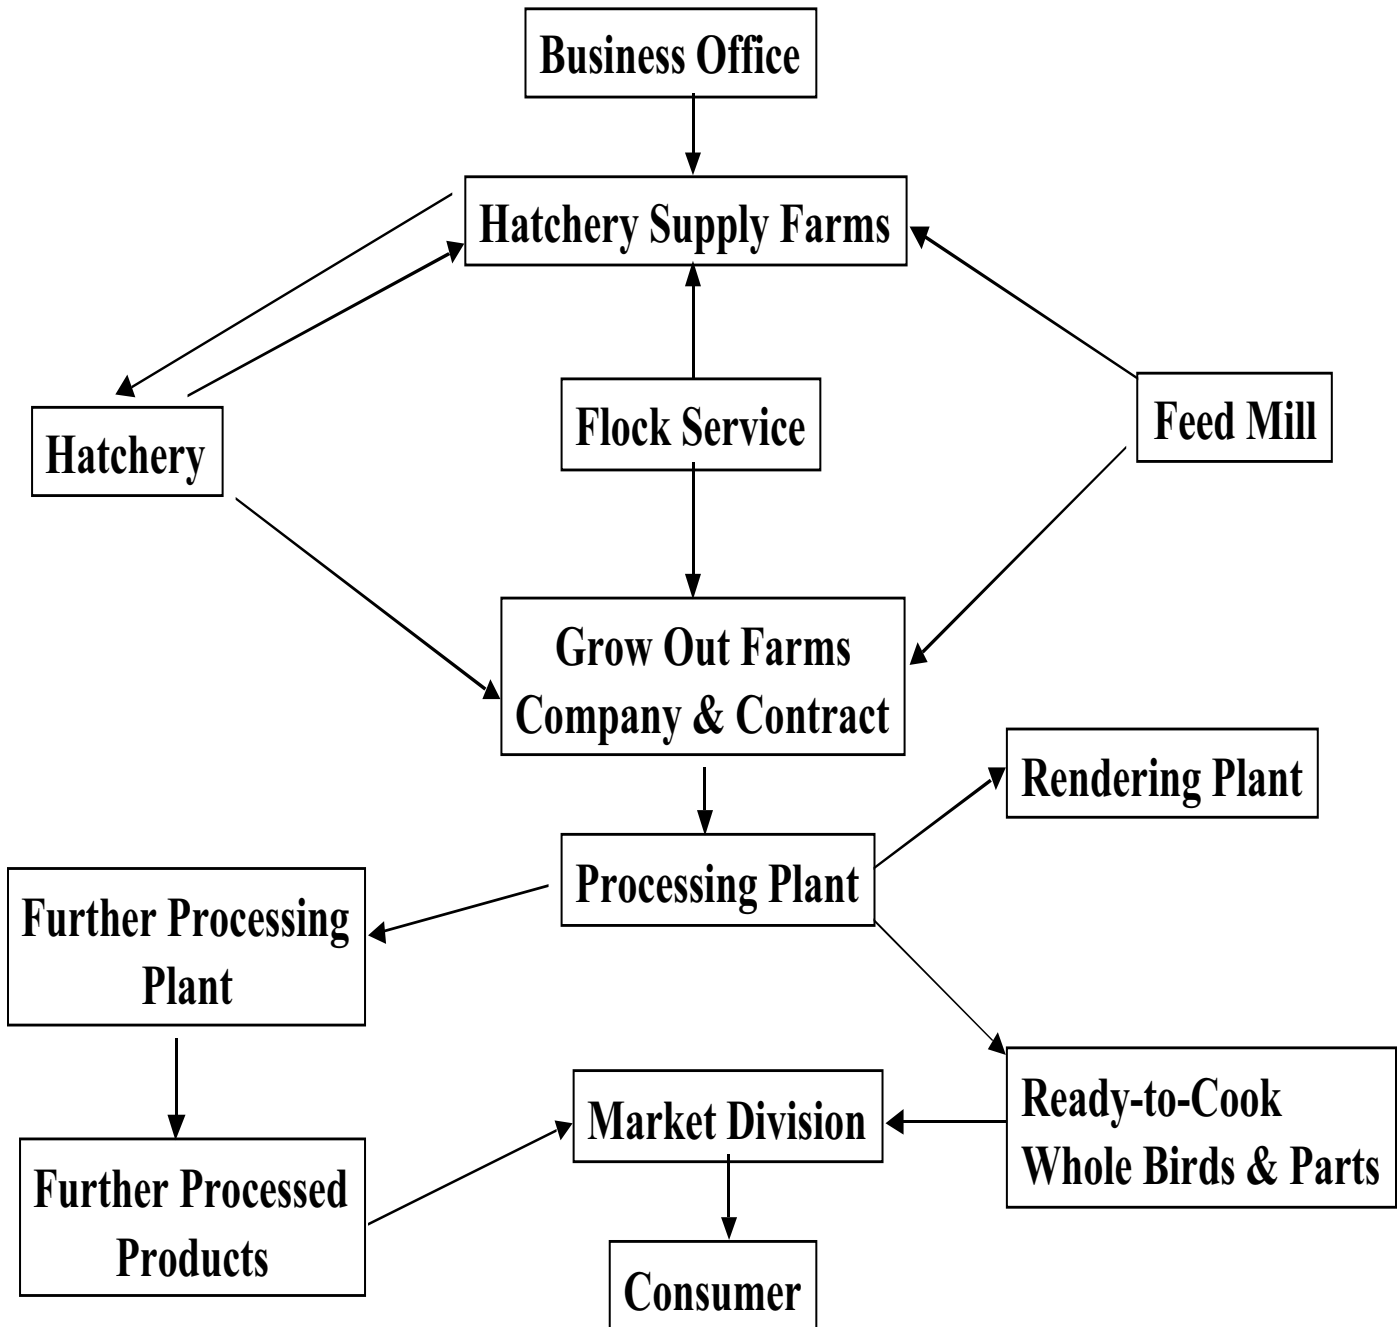 Business Office
Hatchery Supply Farms
Hatchery
Flock Service
Feed Mill
Grow Out Farms
Company & Contract
Rendering Plant
Processing Plant
Further Processing
Plant
Ready-to-Cook
Whole Birds & Parts
Market Division
Further Processed
Products
Consumer